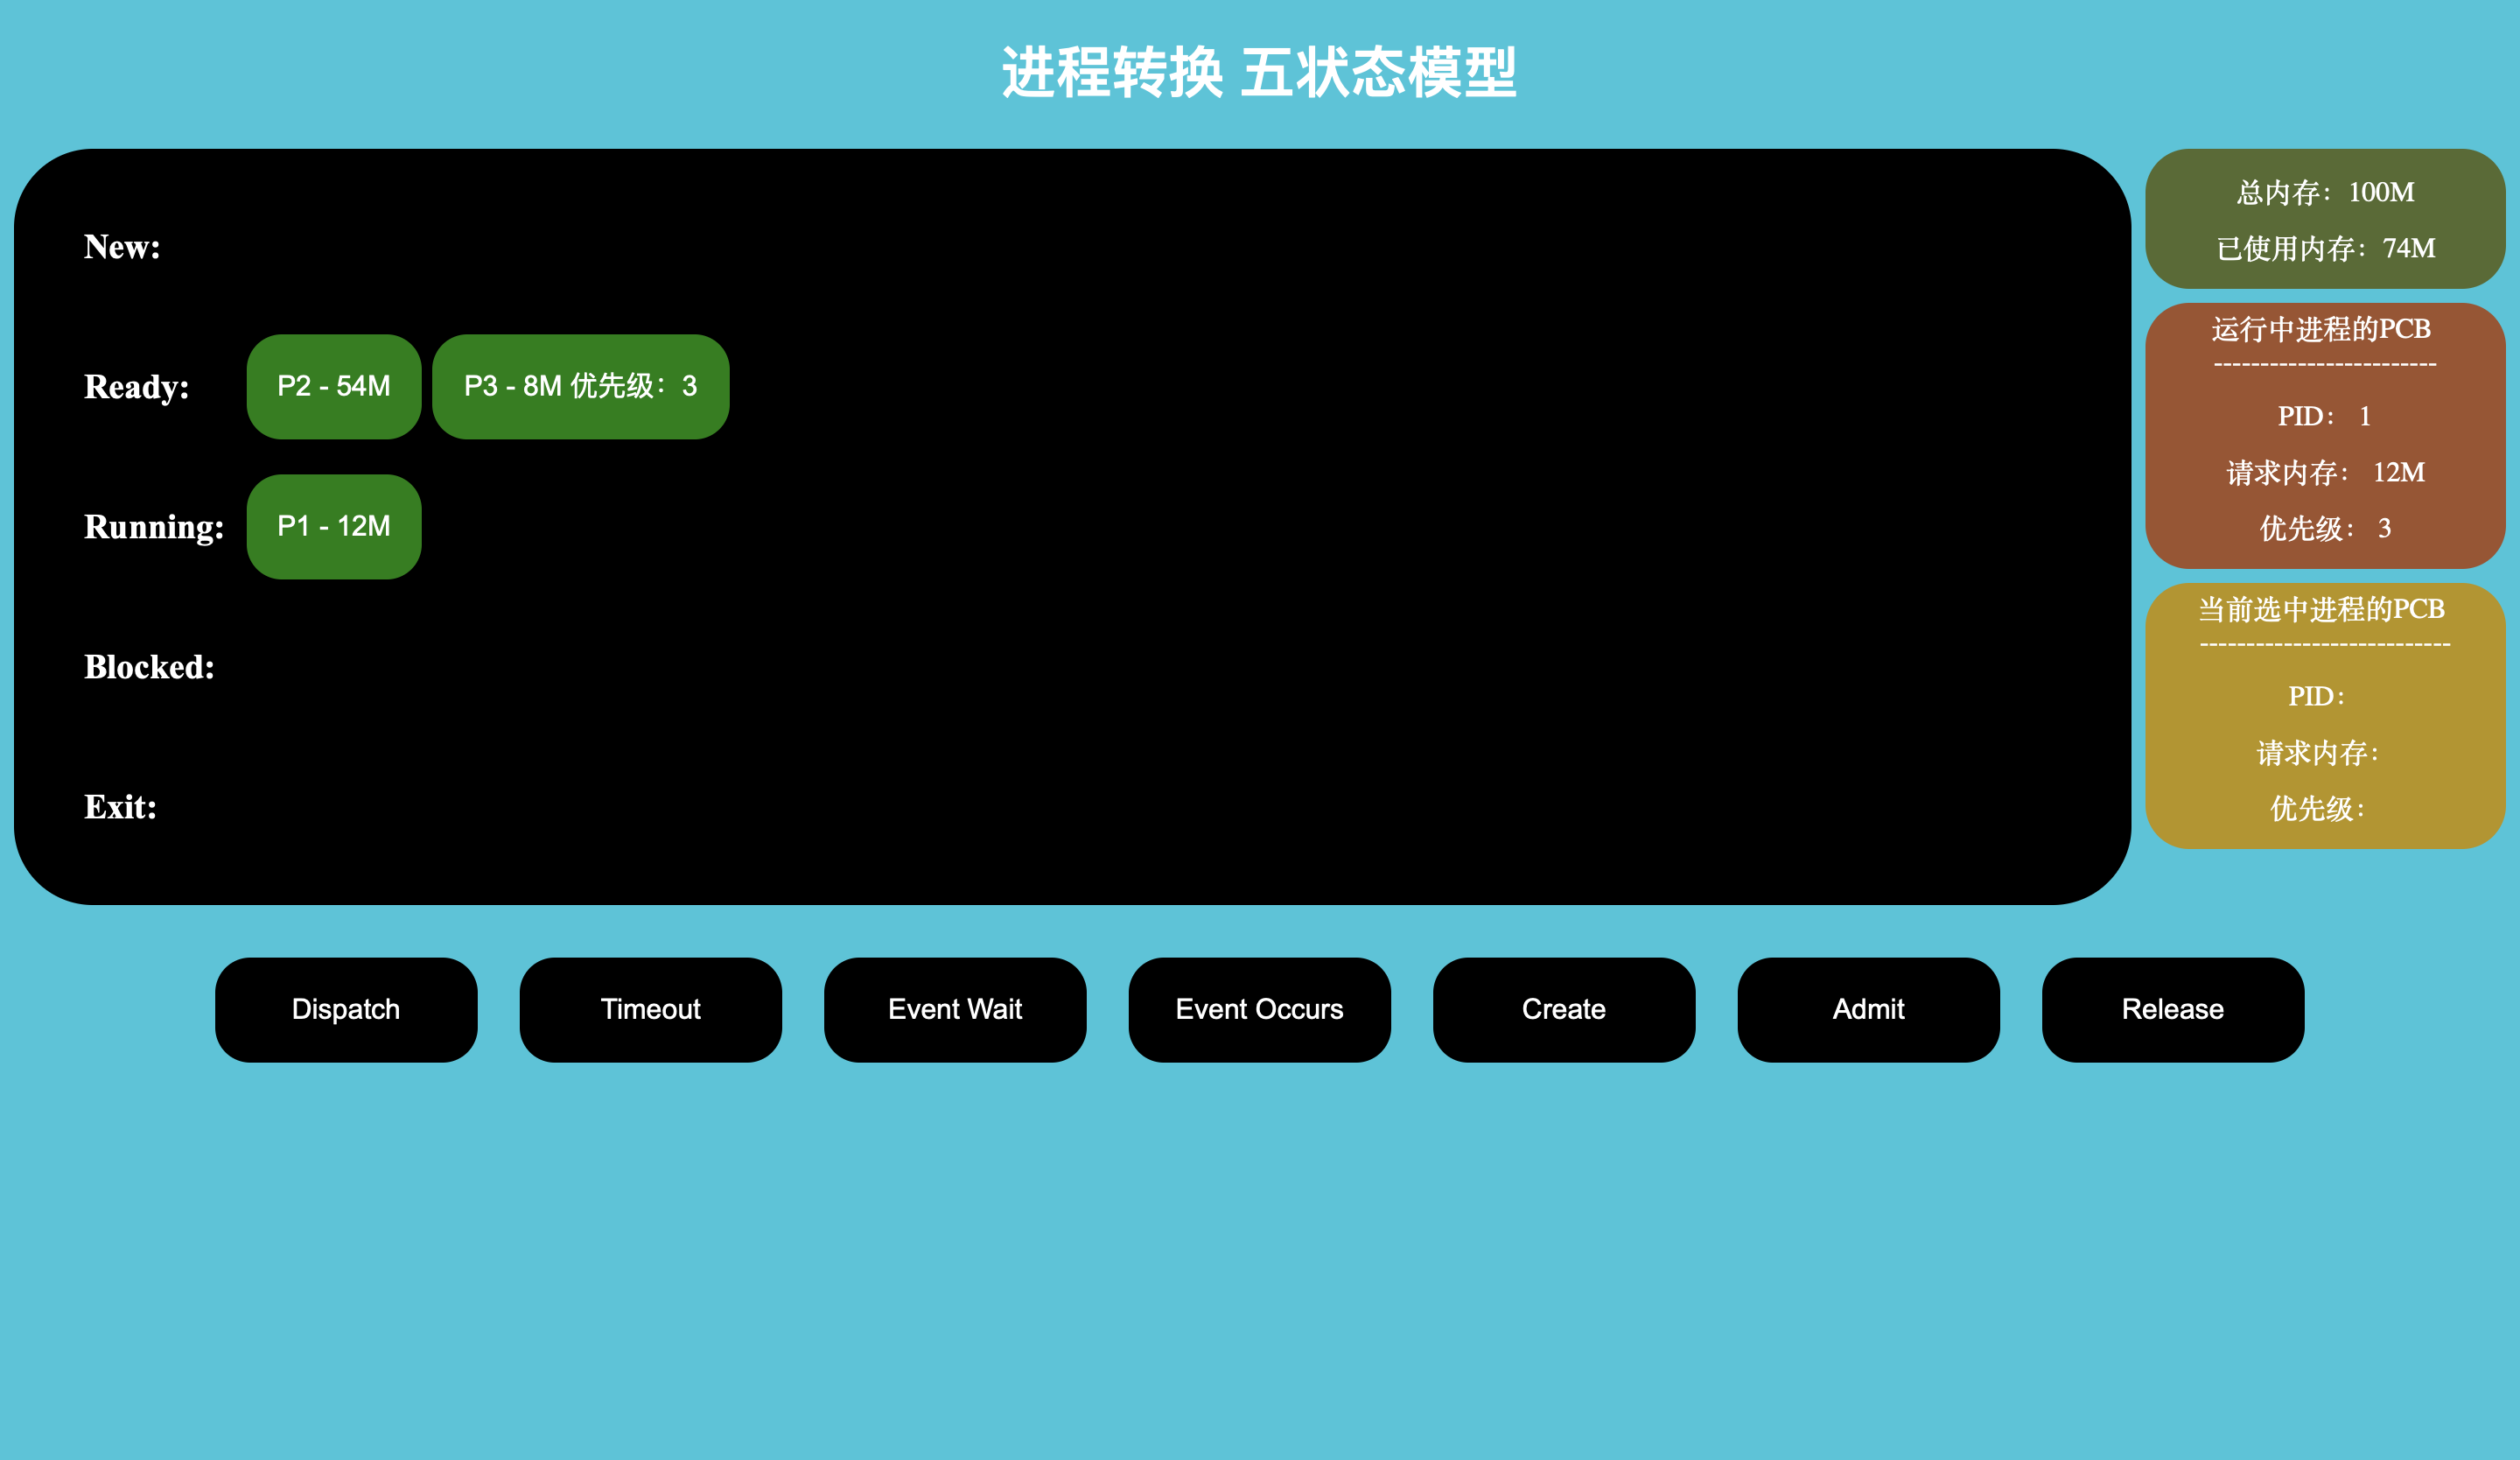 进程转换 五状态模型
New:
Ready: P2 - 54M P3 - 8M 优先级：3
Running: P1 - 12M
Blocked:
Exit:
总内存：100M
已使用内存：74M
运行中进程的PCB
------------------------
PID： 1
请求内存： 12M
优先级： 3
当前选中进程的PCB
---------------------------
PID：
请求内存：
优先级：
Dispatch Timeout Event Wait Event Occurs Create Admit Release